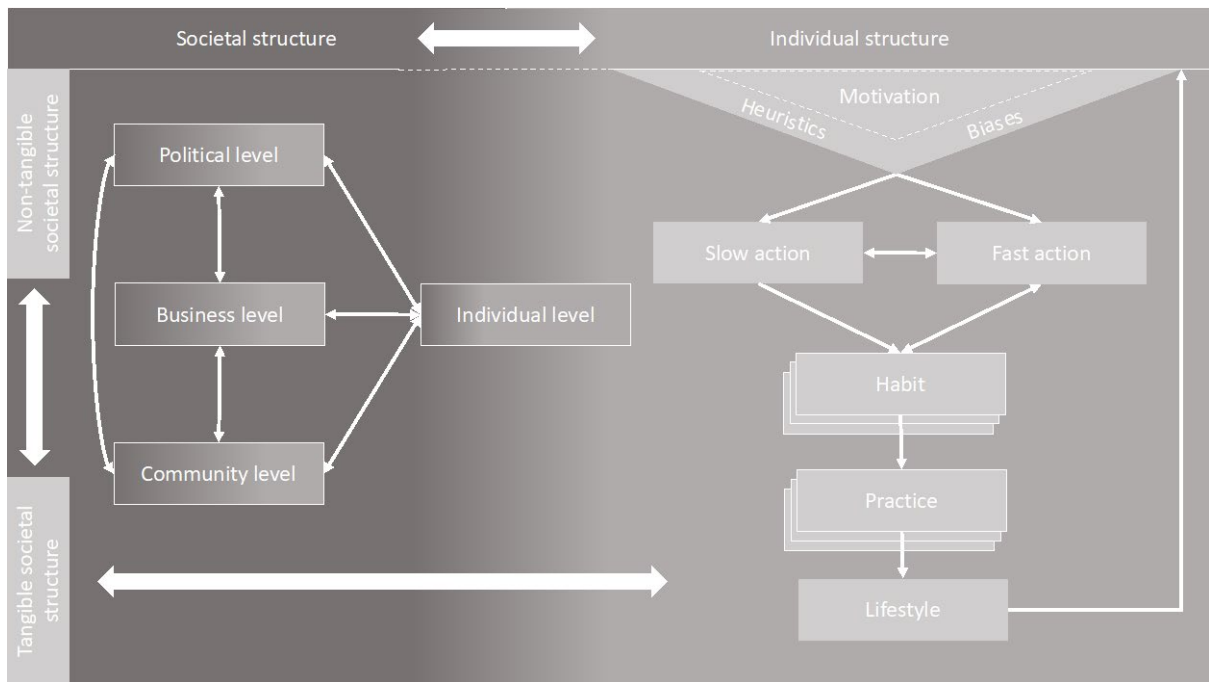 Societal structure
Individual structure
Non-tangible
societal structure
Tangible societal
structure
Political level
Business level
Individual level
Community level
Motivation
Heuristics
Biases
Slow action
Fast action
Habit
Practice
Lifestyle